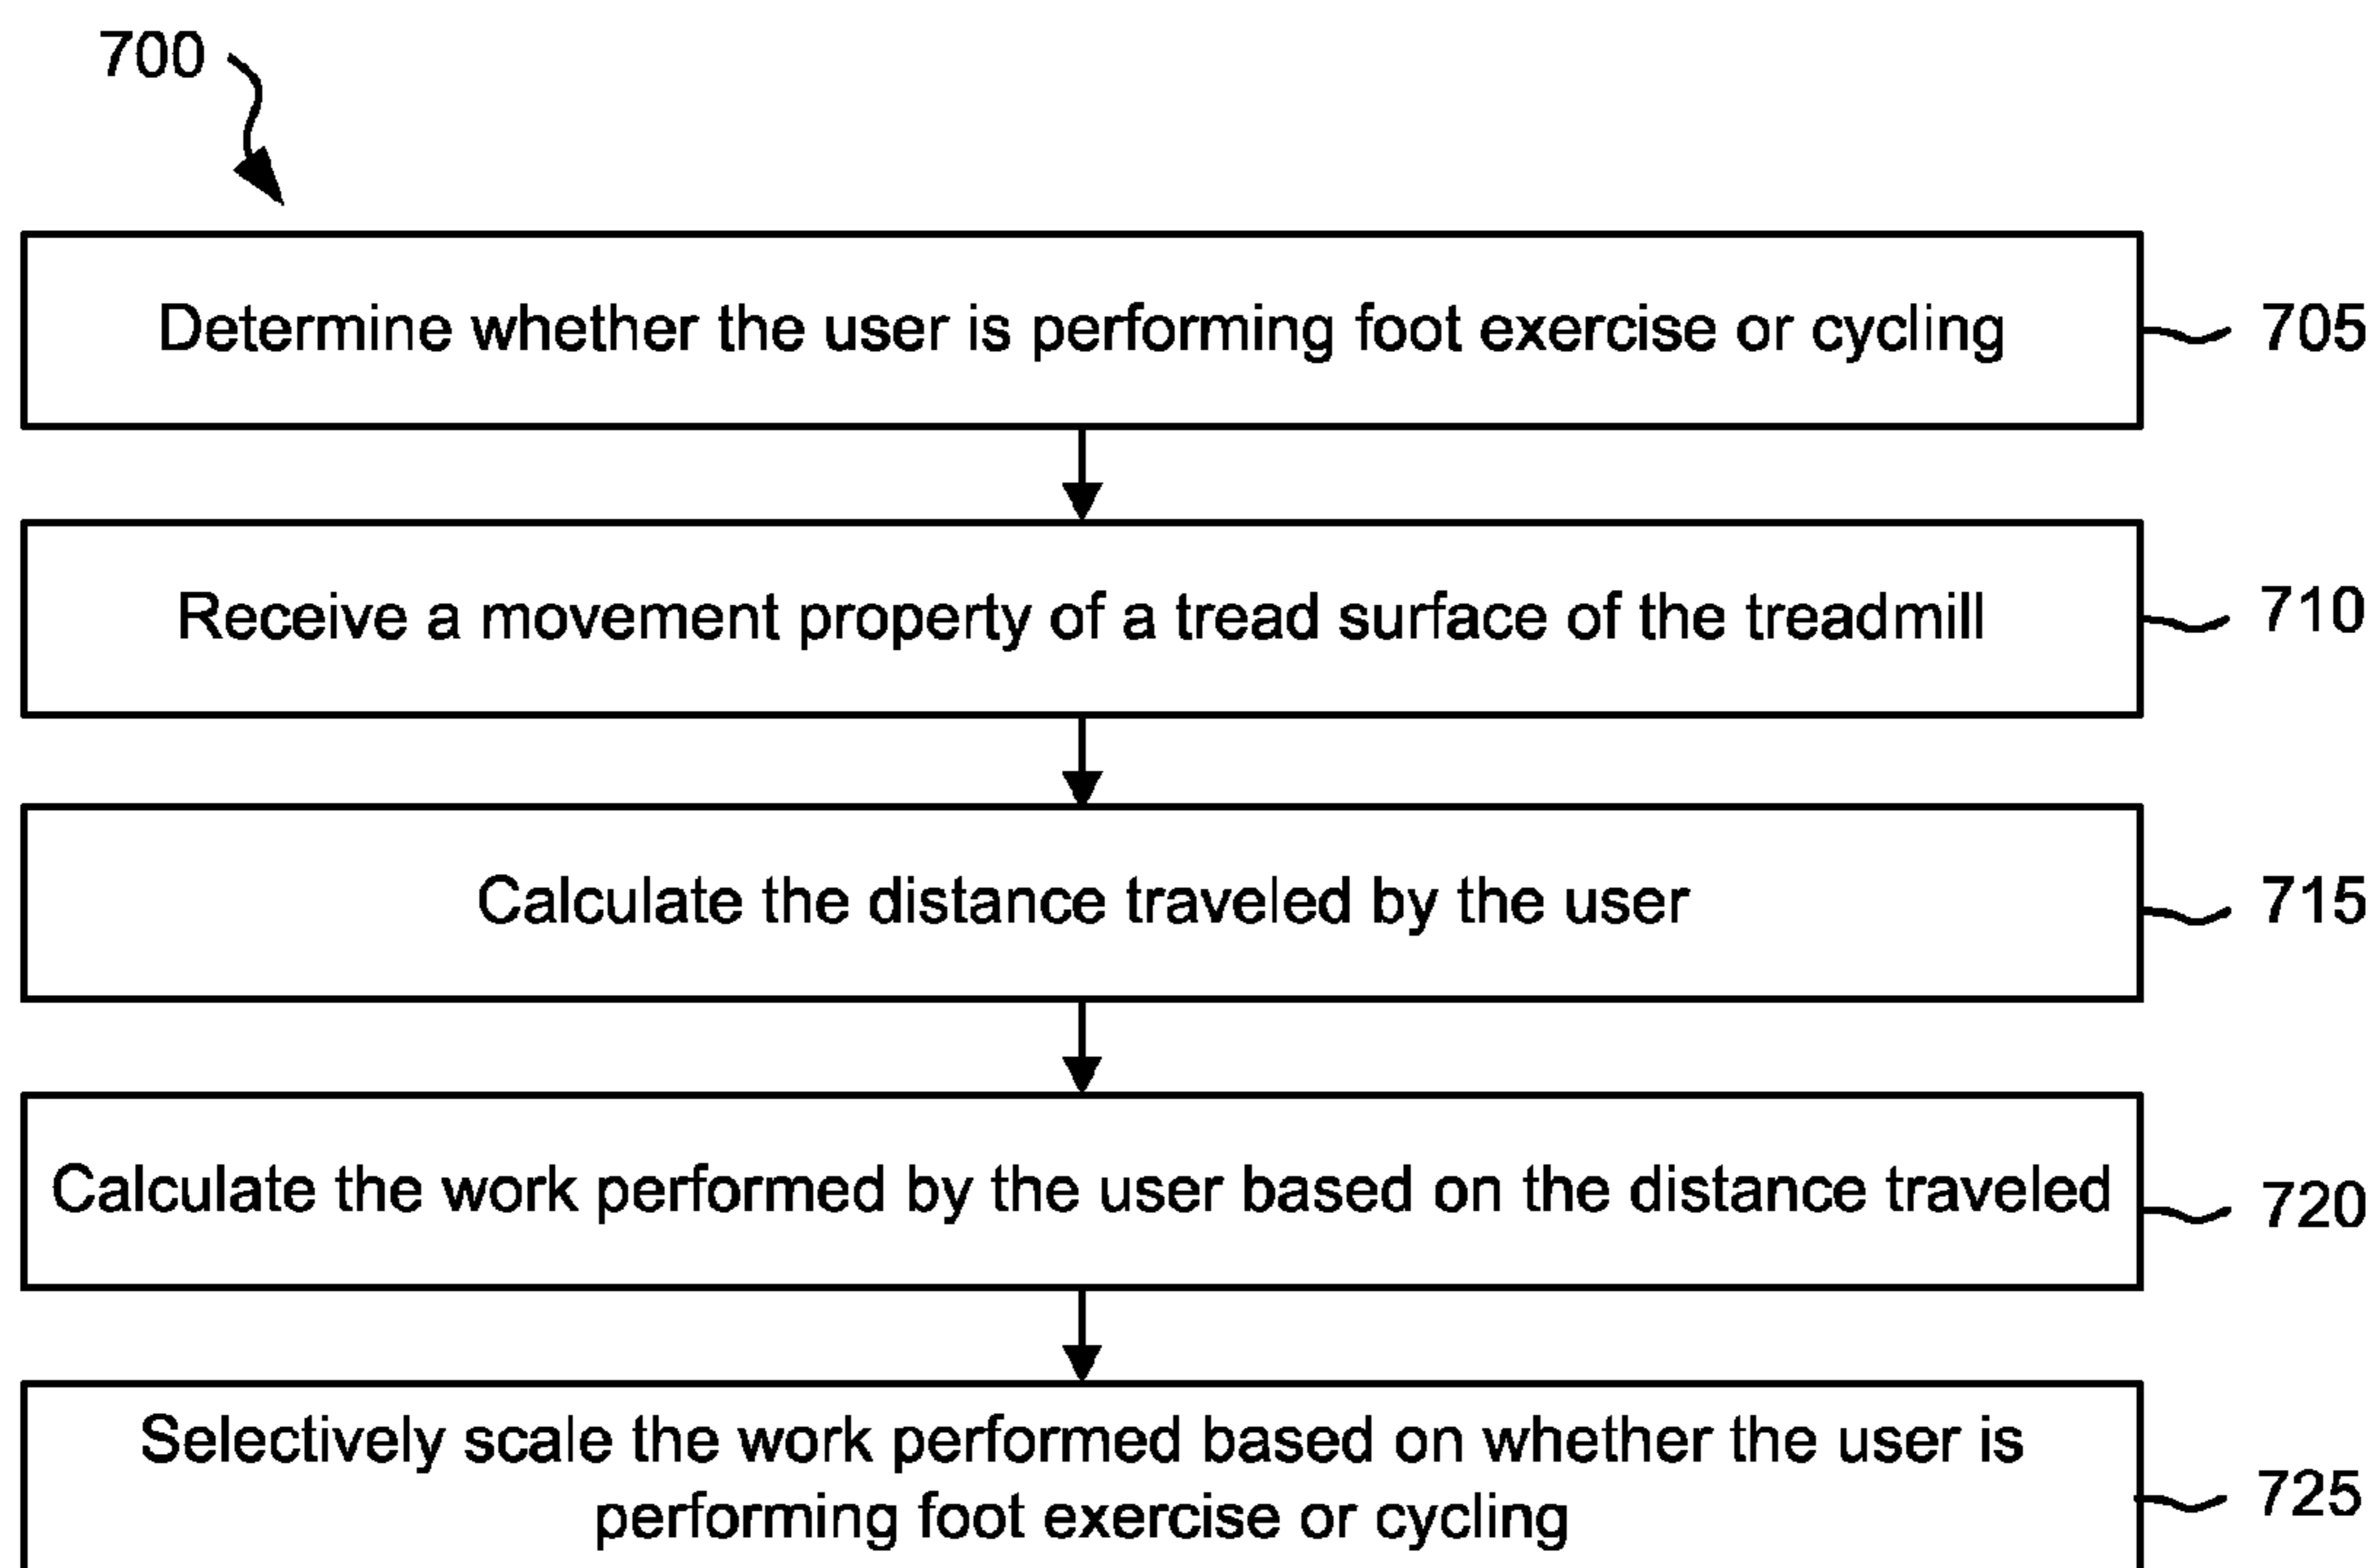 700
Determine whether the user is performing foot exercise or cycling
705
Receive a movement property of a tread surface of the treadmill
710
Calculate the distance traveled by the user
715
Calculate the work performed by the user based on the distance traveled
720
Selectively scale the work performed based on whether the user is
performing foot exercise or cycling
725